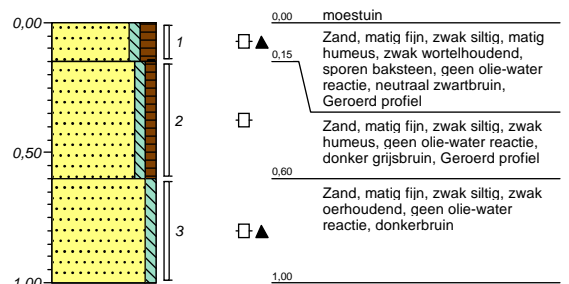 0,00
0,50
1,00
1
2
3
0,00 moestuin
Zand, matig fijn, zwak siltig, matig
humeus, zwak wortelhoudend,
sporen baksteen, geen olie-water
reactie, neutraal zwartbruin,
Geroerd profiel
0,15
Zand, matig fijn, zwak siltig, zwak
humeus, geen olie-water reactie,
donker grijsbruin, Geroerd profiel
0,60
Zand, matig fijn, zwak siltig, zwak
oerhoudend, geen olie-water
reactie, donkerbruin
1,00